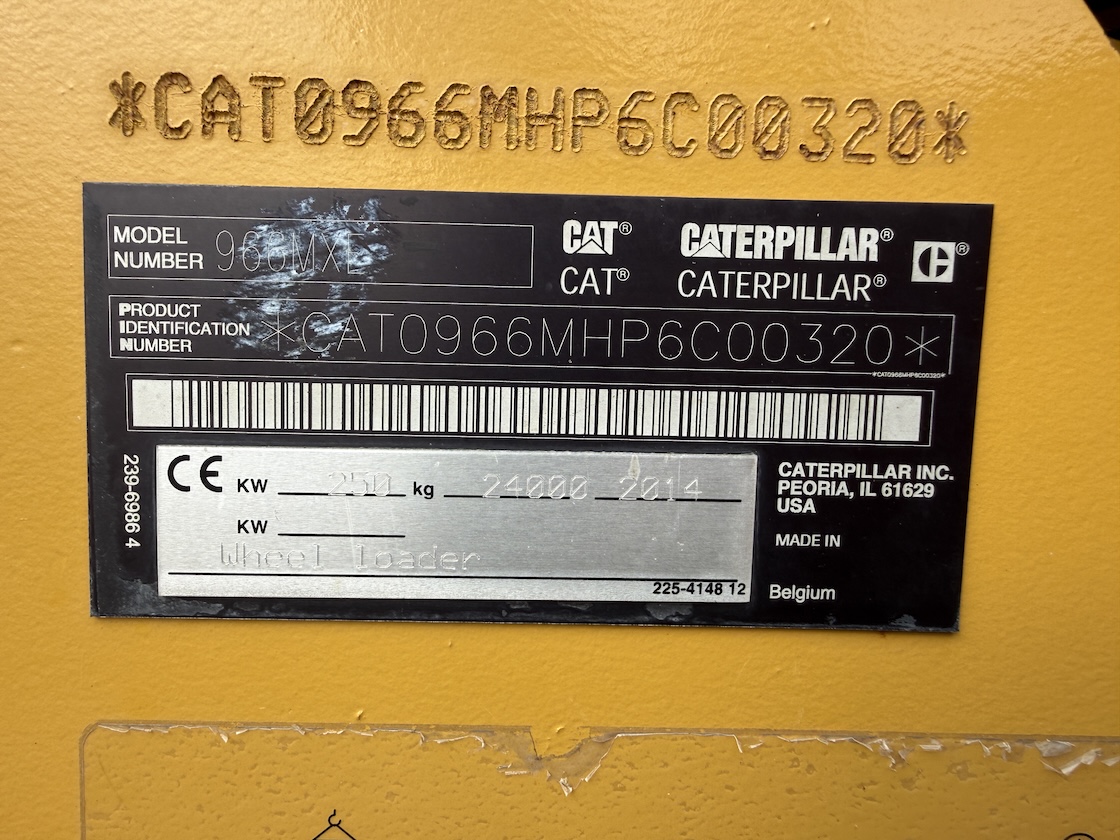 *CAT0966MHP6C00320*
MODEL NUMBER 966MXE
CAT® CATERPILLAR®
CAT® CATERPILLAR®
PRODUCT IDENTIFICATION NUMBER *CAT0966MHP6C00320*
*CAT0966MHP6C00320*
239-6986 4
CE KW 250 kg 24000 2014
KW
Wheel loader
225-4148 12
CATERPILLAR INC.
PEORIA, IL 61629
USA
MADE IN
Belgium